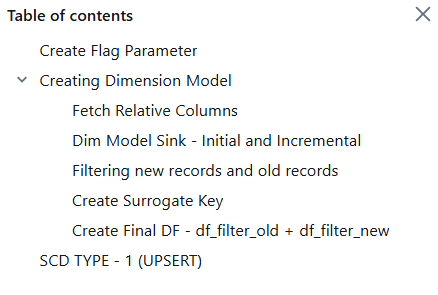 Table of contents
Create Flag Parameter
Creating Dimension Model
Fetch Relative Columns
Dim Model Sink - Initial and Incremental
Filtering new records and old records
Create Surrogate Key
Create Final DF - df_filter_old + df_filter_new
SCD TYPE - 1 (UPSERT)